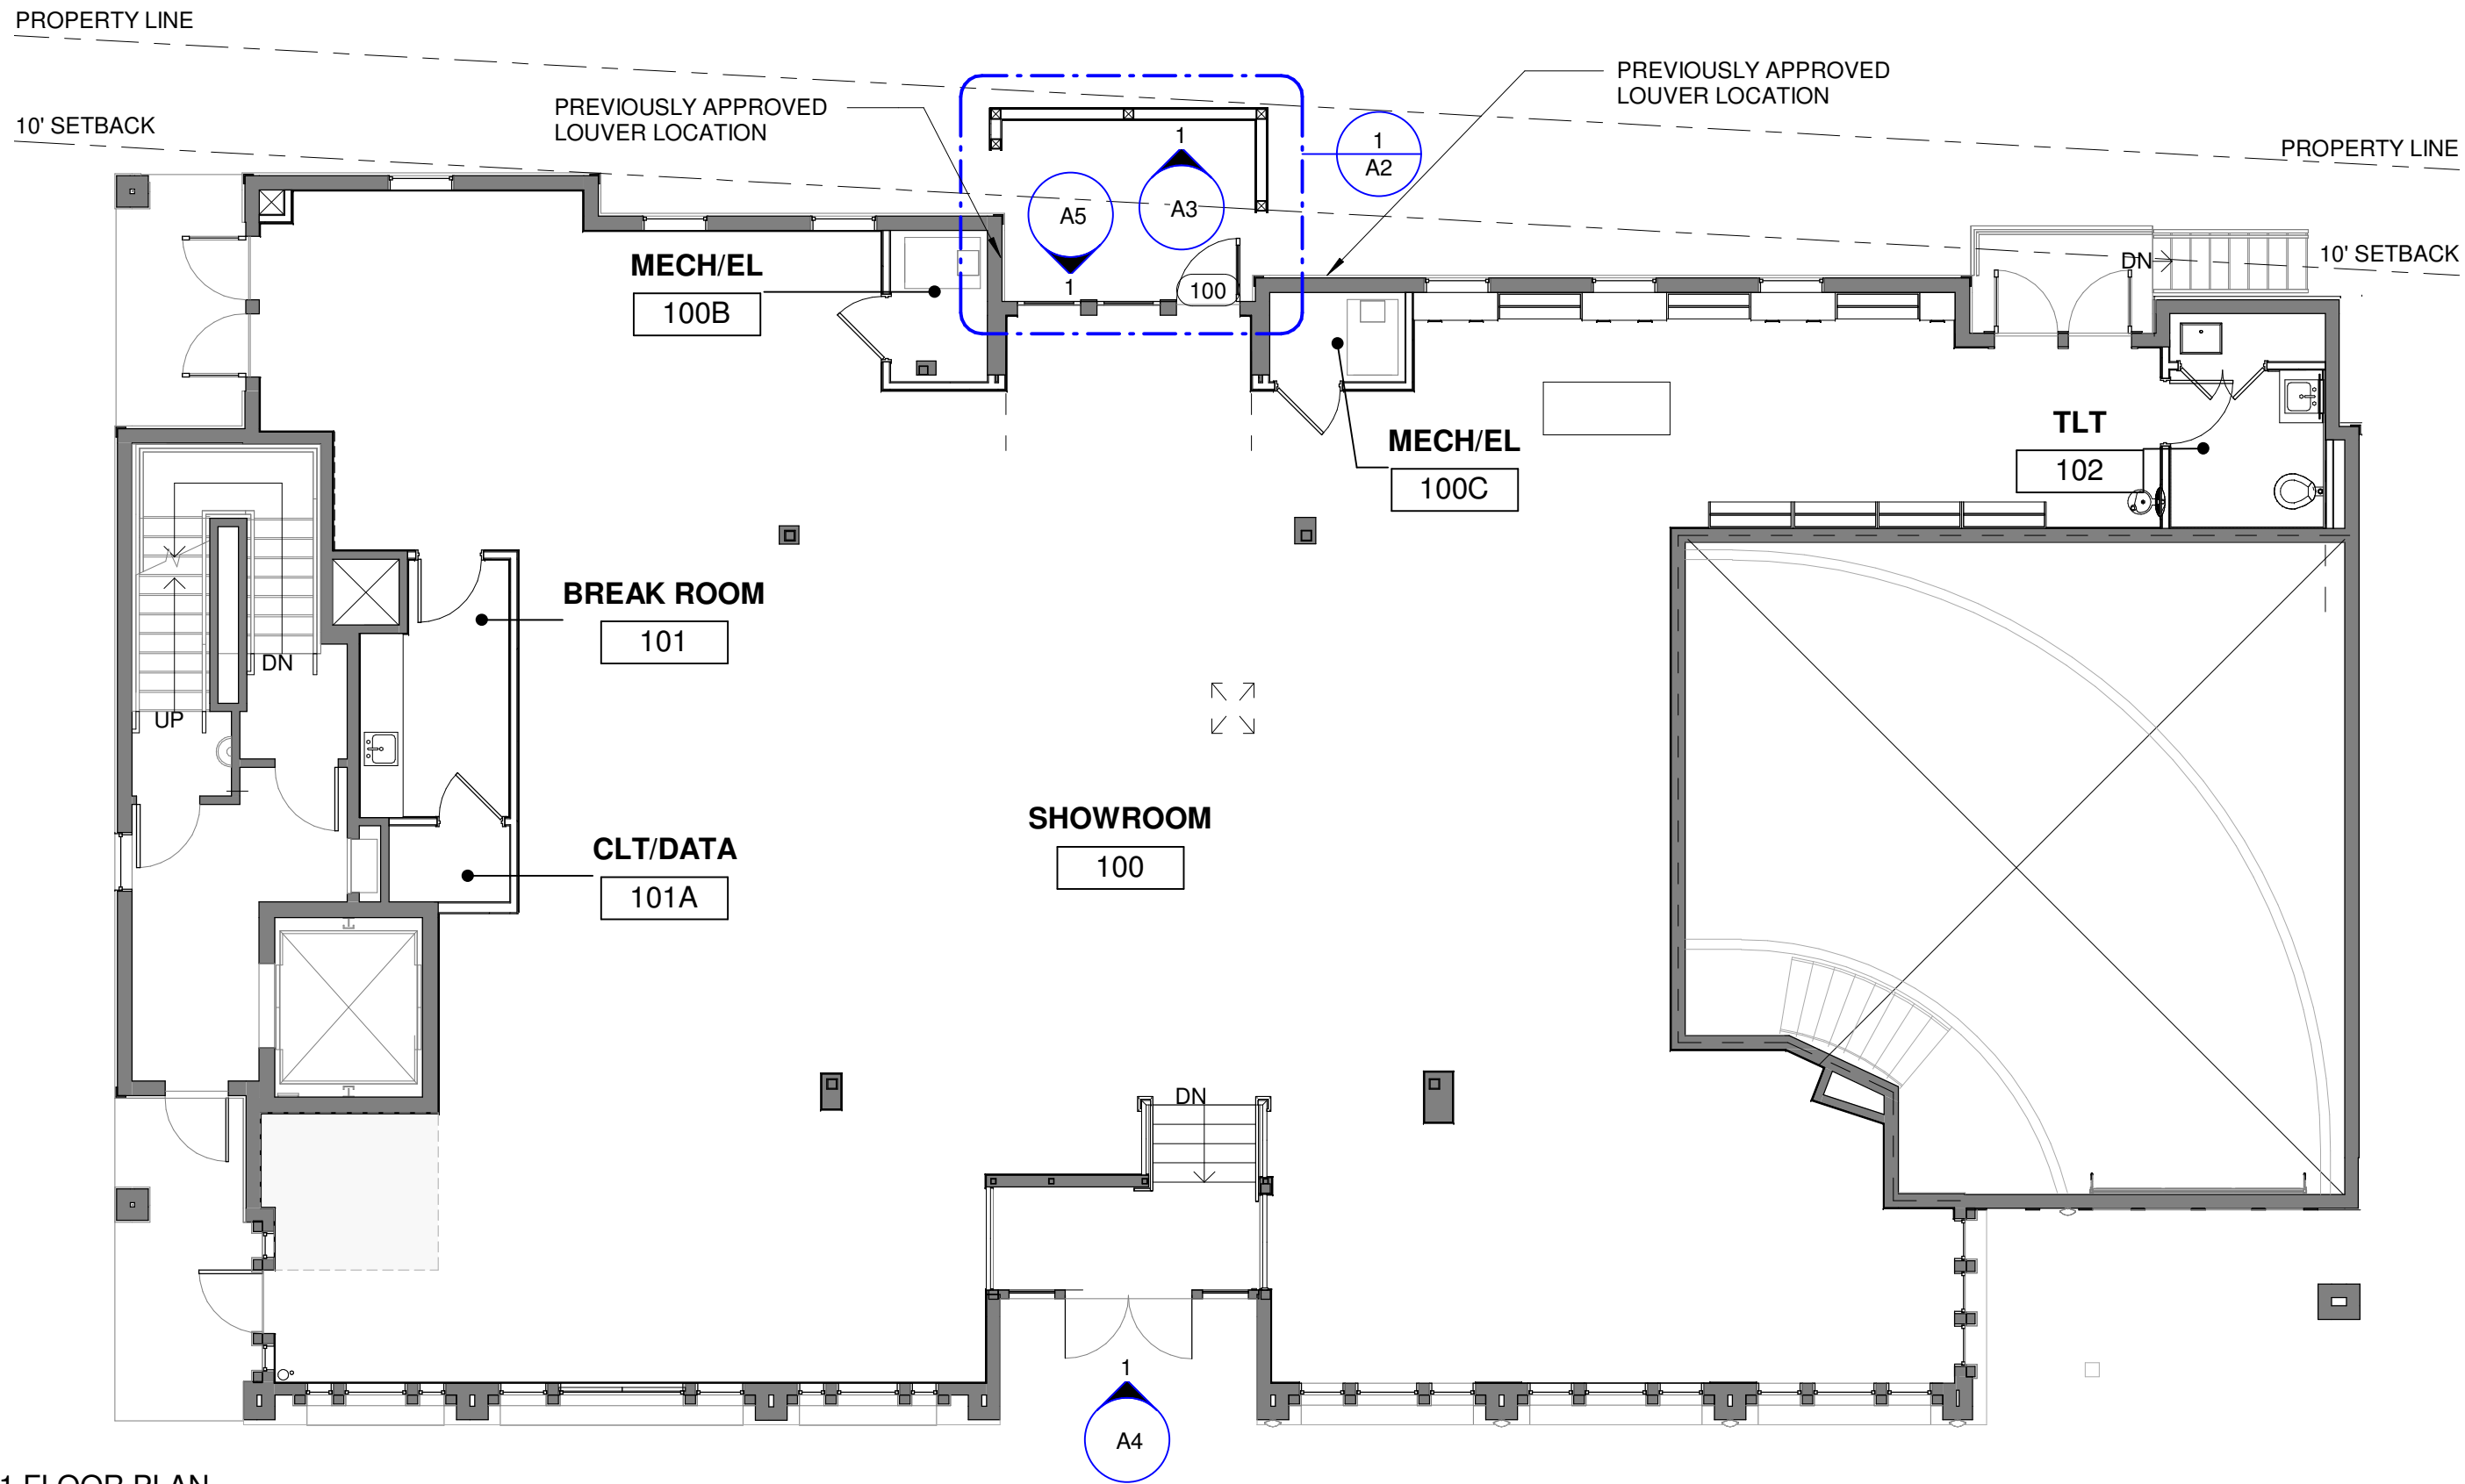 PROPERTY LINE
PREVIOUSLY APPROVED
LOUVER LOCATION
PREVIOUSLY APPROVED
LOUVER LOCATION
10' SETBACK
1
A2
PROPERTY LINE
1
A3
A5
1
100
10' SETBACK
DN
MECH/EL
100B
MECH/EL
100C
TLT
102
BREAK ROOM
101
DN
UP
SHOWROOM
100
CLT/DATA
101A
DN
1
A4
1 FLOOR PLAN